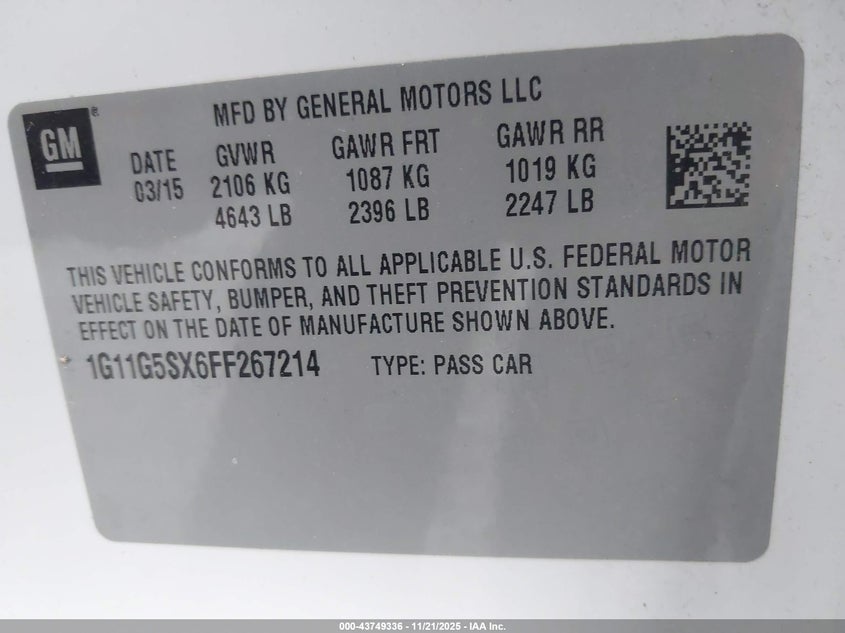 GM ®
MFD BY GENERAL MOTORS LLC
DATE GVWR GAWR FRT GAWR RR
03/15 2106 KG 1087 KG 1019 KG
4643 LB 2396 LB 2247 LB
THIS VEHICLE CONFORMS TO ALL APPLICABLE U.S. FEDERAL MOTOR
VEHICLE SAFETY, BUMPER, AND THEFT PREVENTION STANDARDS IN
EFFECT ON THE DATE OF MANUFACTURE SHOWN ABOVE.
1G11G5SX6FF267214 TYPE: PASS CAR
000-43749336 - 11/21/2025 - IAA Inc.